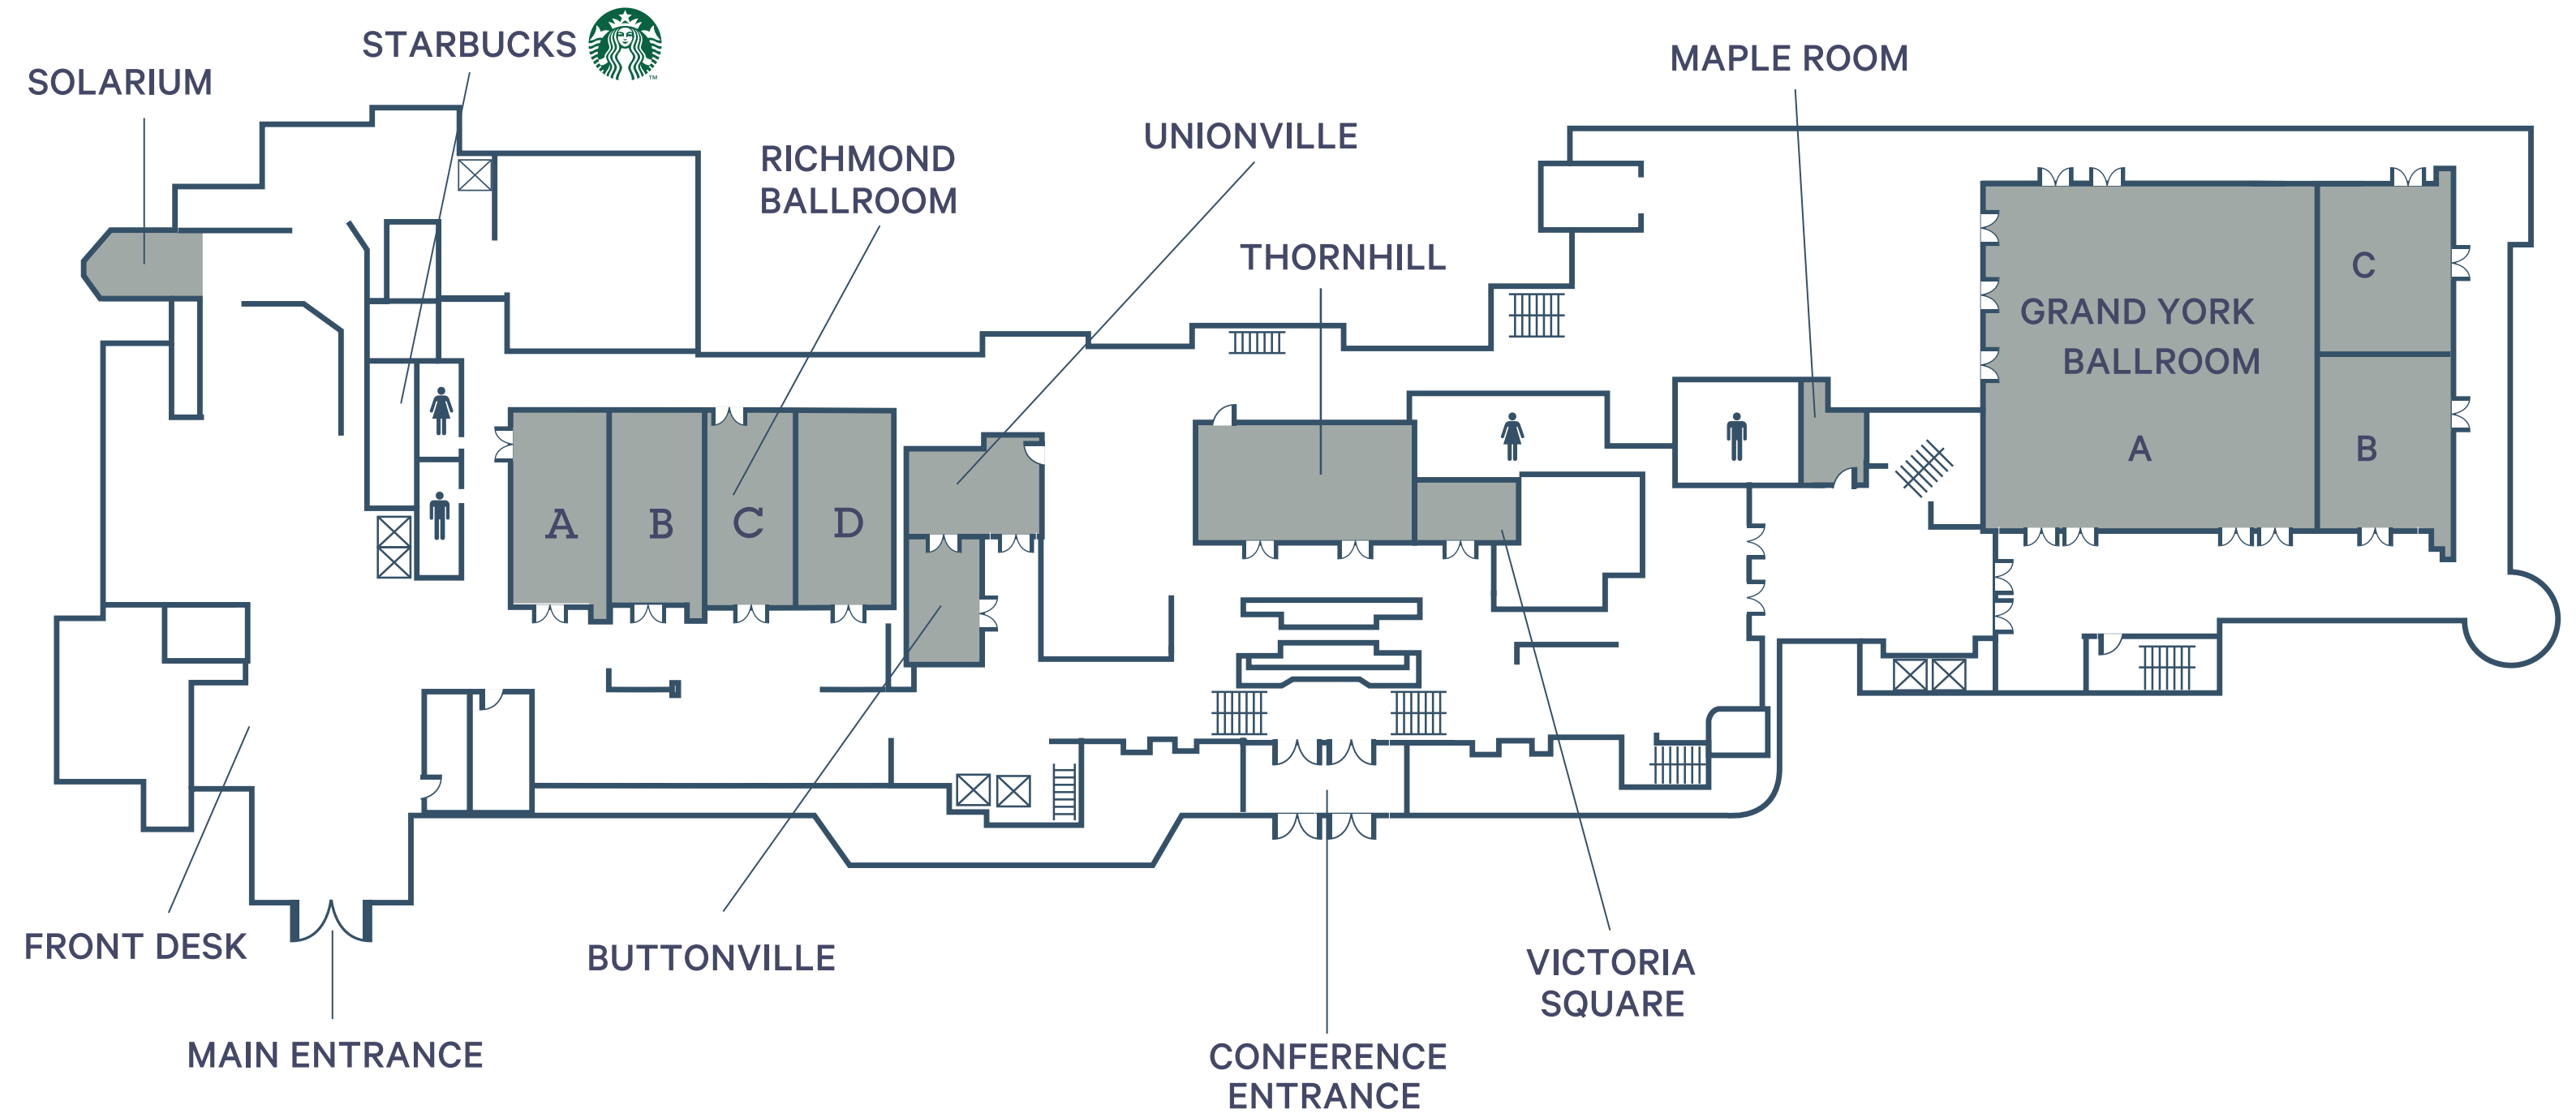 STARBUCKS
TM
SOLARIUM
MAPLE ROOM
UNIONVILLE
RICHMOND
BALLROOM
THORNHILL
C
GRAND YORK
BALLROOM
A
B
A
B
C
D
FRONT DESK
BUTTONVILLE
VICTORIA
SQUARE
MAIN ENTRANCE
CONFERENCE
ENTRANCE